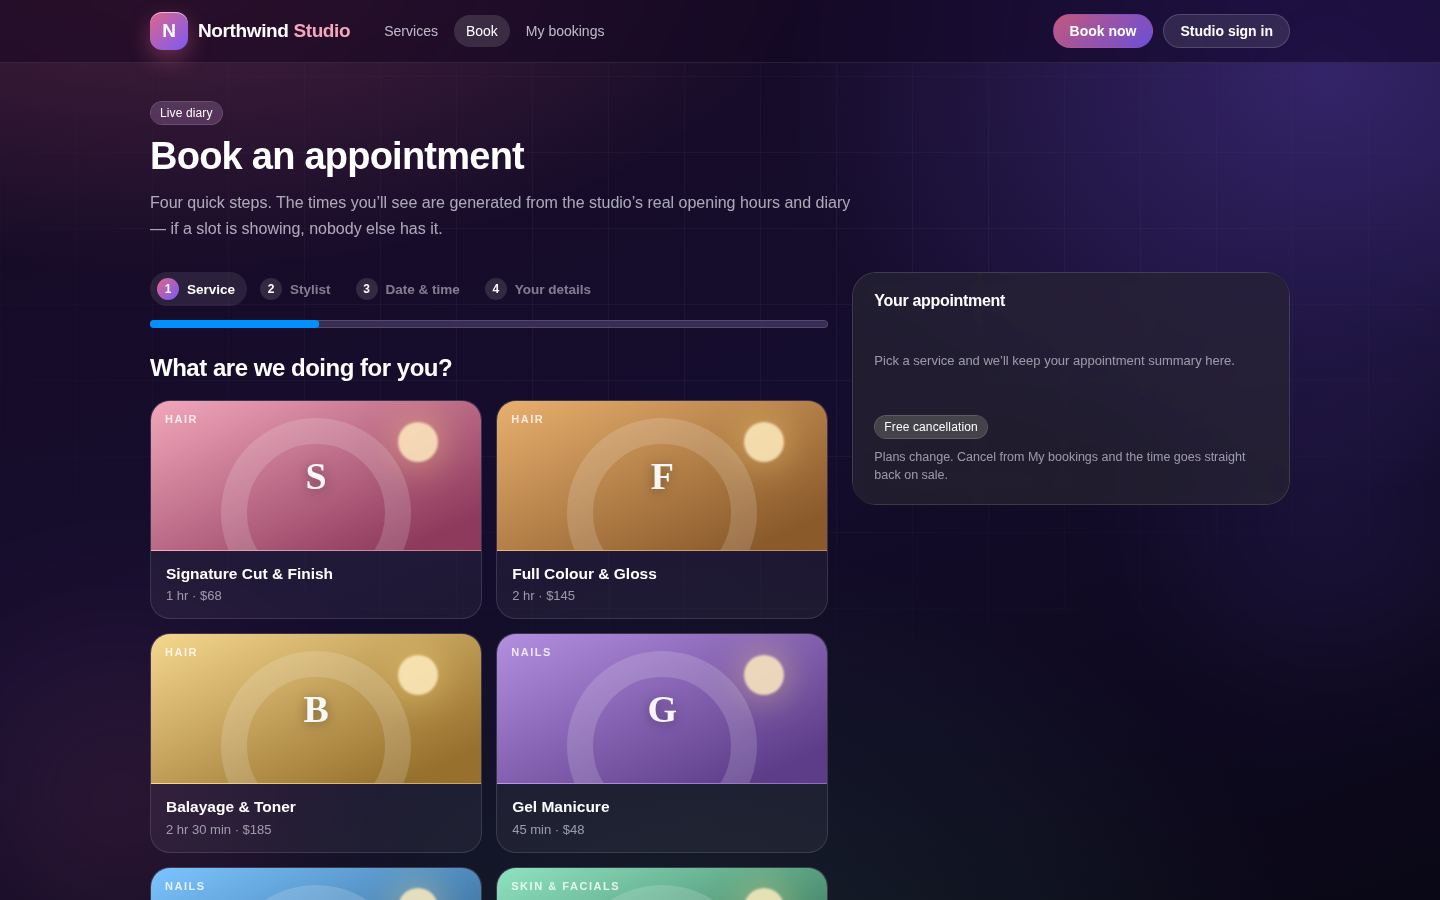 N
Northwind Studio
Services
Book
My bookings
Book now
Studio sign in
Live diary
Book an appointment
Four quick steps. The times you’ll see are generated from the studio’s real opening hours and diary
— if a slot is showing, nobody else has it.
1 Service
2 Stylist
3 Date & time
4 Your details
What are we doing for you?
HAIR
S
Signature Cut & Finish
1 hr · $68
HAIR
F
Full Colour & Gloss
2 hr · $145
HAIR
B
Balayage & Toner
2 hr 30 min · $185
NAILS
G
Gel Manicure
45 min · $48
NAILS
SKIN & FACIALS
Your appointment
Pick a service and we’ll keep your appointment summary here.
Free cancellation
Plans change. Cancel from My bookings and the time goes straight
back on sale.